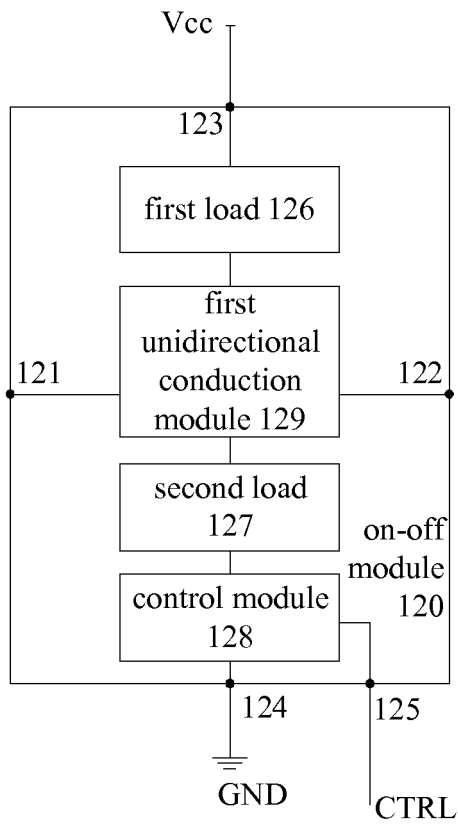 Vcc
123
first load 126
first
unidirectional
conduction
module 129
121
122
second load
127
on-off
module
120
control module
128
124
125
GND
CTRL